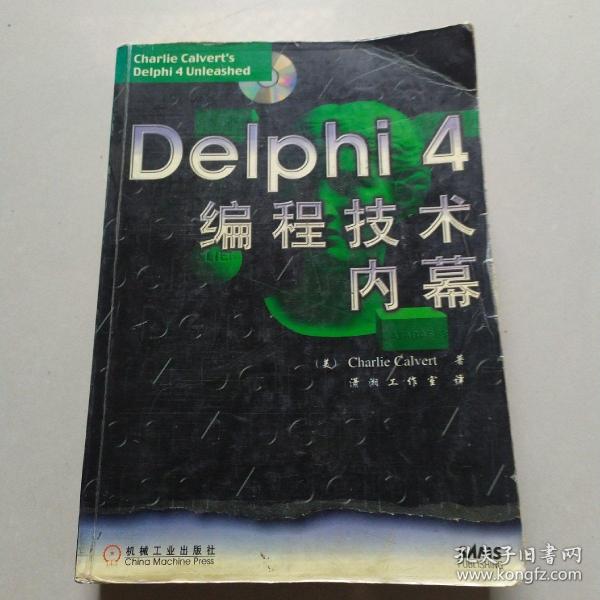 Charlie Calvert's
Delphi 4 Unleashed
Delphi 4
编程技术
内幕
（美） Charlie Calvert 著
潇湘工作室 译
机械工业出版社
China Machine Press
PUBLISHING
孔夫子旧书网
www.kongfz.com